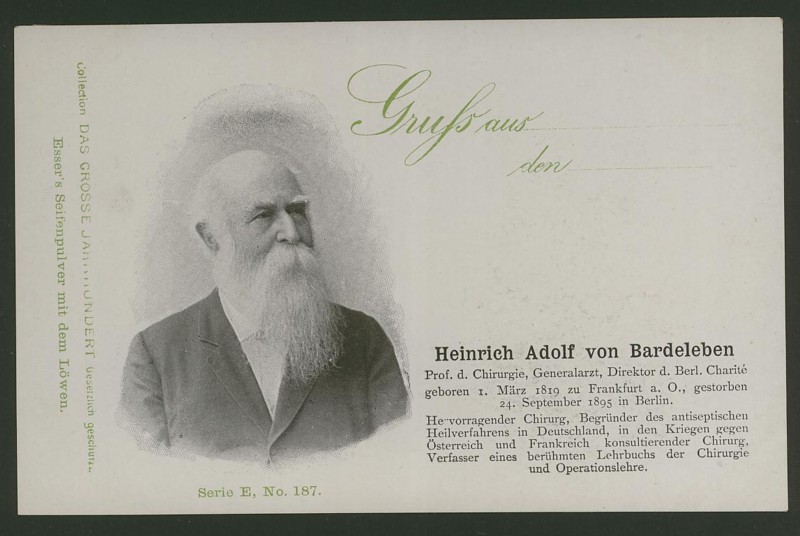 Collection DAS GROSSE JAHRHUNDERT Gesetzlich geschützt.
Esser's Seifenpulver mit dem Löwen.
Gruss aus
den
Heinrich Adolf von Bardeleben
Prof. d. Chirurgie, Generalarzt, Direktor d. Berl. Charité
geboren 1. März 1819 zu Frankfurt a. O., gestorben
24. September 1895 in Berlin.
Hervorragender Chirurg, Begründer des antiseptischen
Heilverfahrens in Deutschland, in den Kriegen gegen
Österreich und Frankreich konsultierender Chirurg,
Verfasser eines berühmten Lehrbuchs der Chirurgie
und Operationslehre.
Serie E, No. 187.